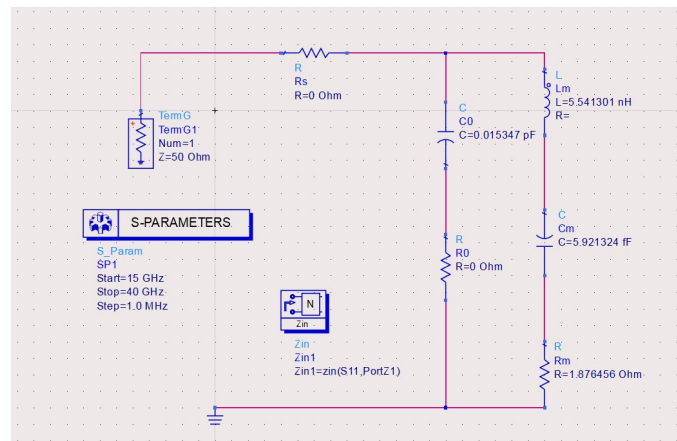 R
Rs
R=0 Ohm
TermG
TermG1
Num=1
Z=50 Ohm
C
C0
C=0.015347 pF
L
Lm
L=5.541301 nH
R=
C
Cm
C=5.921324 fF
R
R0
R=0 Ohm
R
Rm
R=1.876456 Ohm
S-PARAMETERS
S_Param
SP1
Start=15 GHz
Stop=40 GHz
Step=1.0 MHz
N
Zin
Zin
Zin1
Zin1=zin(S11,PortZ1)